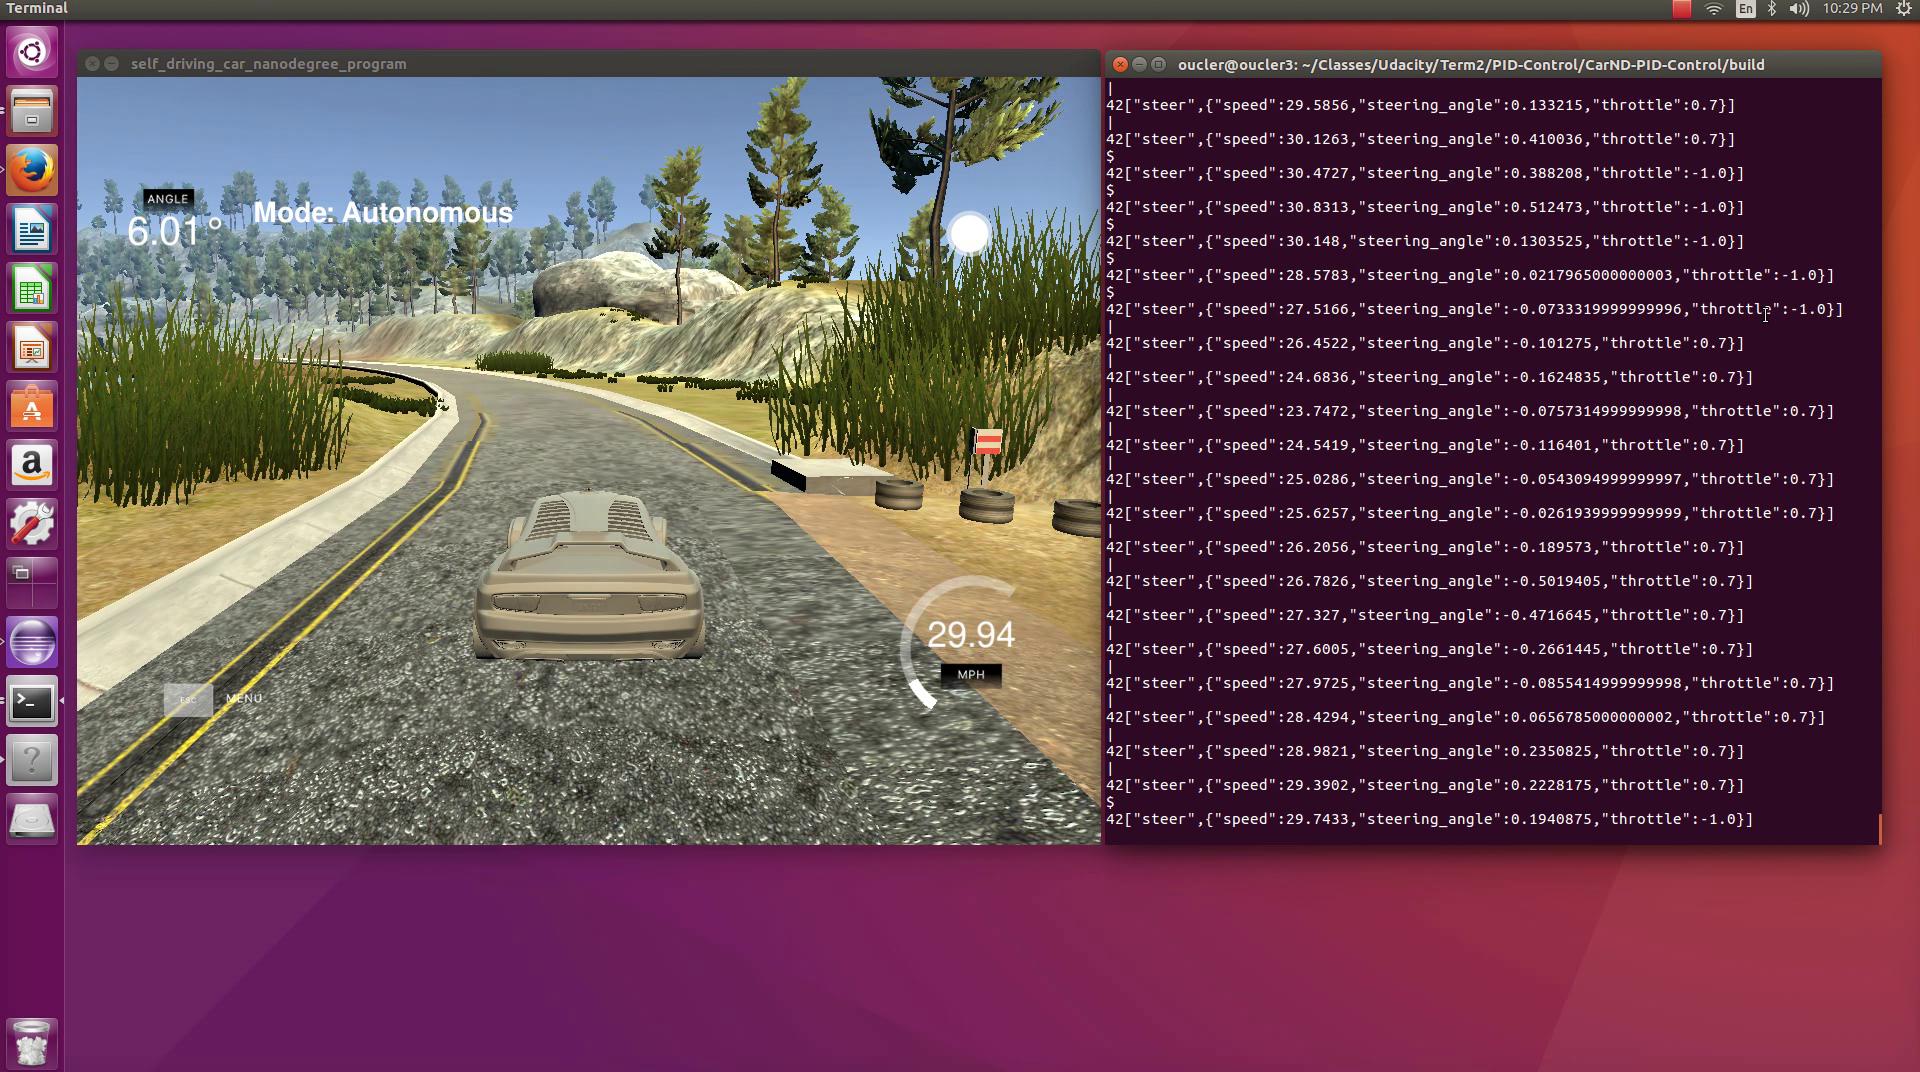 Terminal
En
10:29 PM
self_driving_car_nanodegree_program
ANGLE
6.01°
Mode: Autonomous
29.94
MPH
ESC
MENU
oucler@oucler3: ~/Classes/Udacity/Term2/PID-Control/CarND-PID-Control/build
|
42["steer",{"speed":29.5856,"steering_angle":0.133215,"throttle":0.7}]
|
42["steer",{"speed":30.1263,"steering_angle":0.410036,"throttle":0.7}]
$
42["steer",{"speed":30.4727,"steering_angle":0.388208,"throttle":-1.0}]
$
42["steer",{"speed":30.8313,"steering_angle":0.512473,"throttle":-1.0}]
$
42["steer",{"speed":30.148,"steering_angle":0.1303525,"throttle":-1.0}]
$
42["steer",{"speed":28.5783,"steering_angle":0.0217965000000003,"throttle":-1.0}]
$
42["steer",{"speed":27.5166,"steering_angle":-0.0733319999999996,"throttle":-1.0}]
|
42["steer",{"speed":26.4522,"steering_angle":-0.101275,"throttle":0.7}]
|
42["steer",{"speed":24.6836,"steering_angle":-0.1624835,"throttle":0.7}]
|
42["steer",{"speed":23.7472,"steering_angle":-0.0757314999999998,"throttle":0.7}]
|
42["steer",{"speed":24.5419,"steering_angle":-0.116401,"throttle":0.7}]
|
42["steer",{"speed":25.0286,"steering_angle":-0.0543094999999997,"throttle":0.7}]
|
42["steer",{"speed":25.6257,"steering_angle":-0.0261939999999999,"throttle":0.7}]
|
42["steer",{"speed":26.2056,"steering_angle":-0.189573,"throttle":0.7}]
|
42["steer",{"speed":26.7826,"steering_angle":-0.5019405,"throttle":0.7}]
|
42["steer",{"speed":27.327,"steering_angle":-0.4716645,"throttle":0.7}]
|
42["steer",{"speed":27.6005,"steering_angle":-0.2661445,"throttle":0.7}]
|
42["steer",{"speed":27.9725,"steering_angle":-0.0855414999999998,"throttle":0.7}]
|
42["steer",{"speed":28.4294,"steering_angle":0.0656785000000002,"throttle":0.7}]
|
42["steer",{"speed":28.9821,"steering_angle":0.2350825,"throttle":0.7}]
|
42["steer",{"speed":29.3902,"steering_angle":0.2228175,"throttle":0.7}]
$
42["steer",{"speed":29.7433,"steering_angle":0.1940875,"throttle":-1.0}]